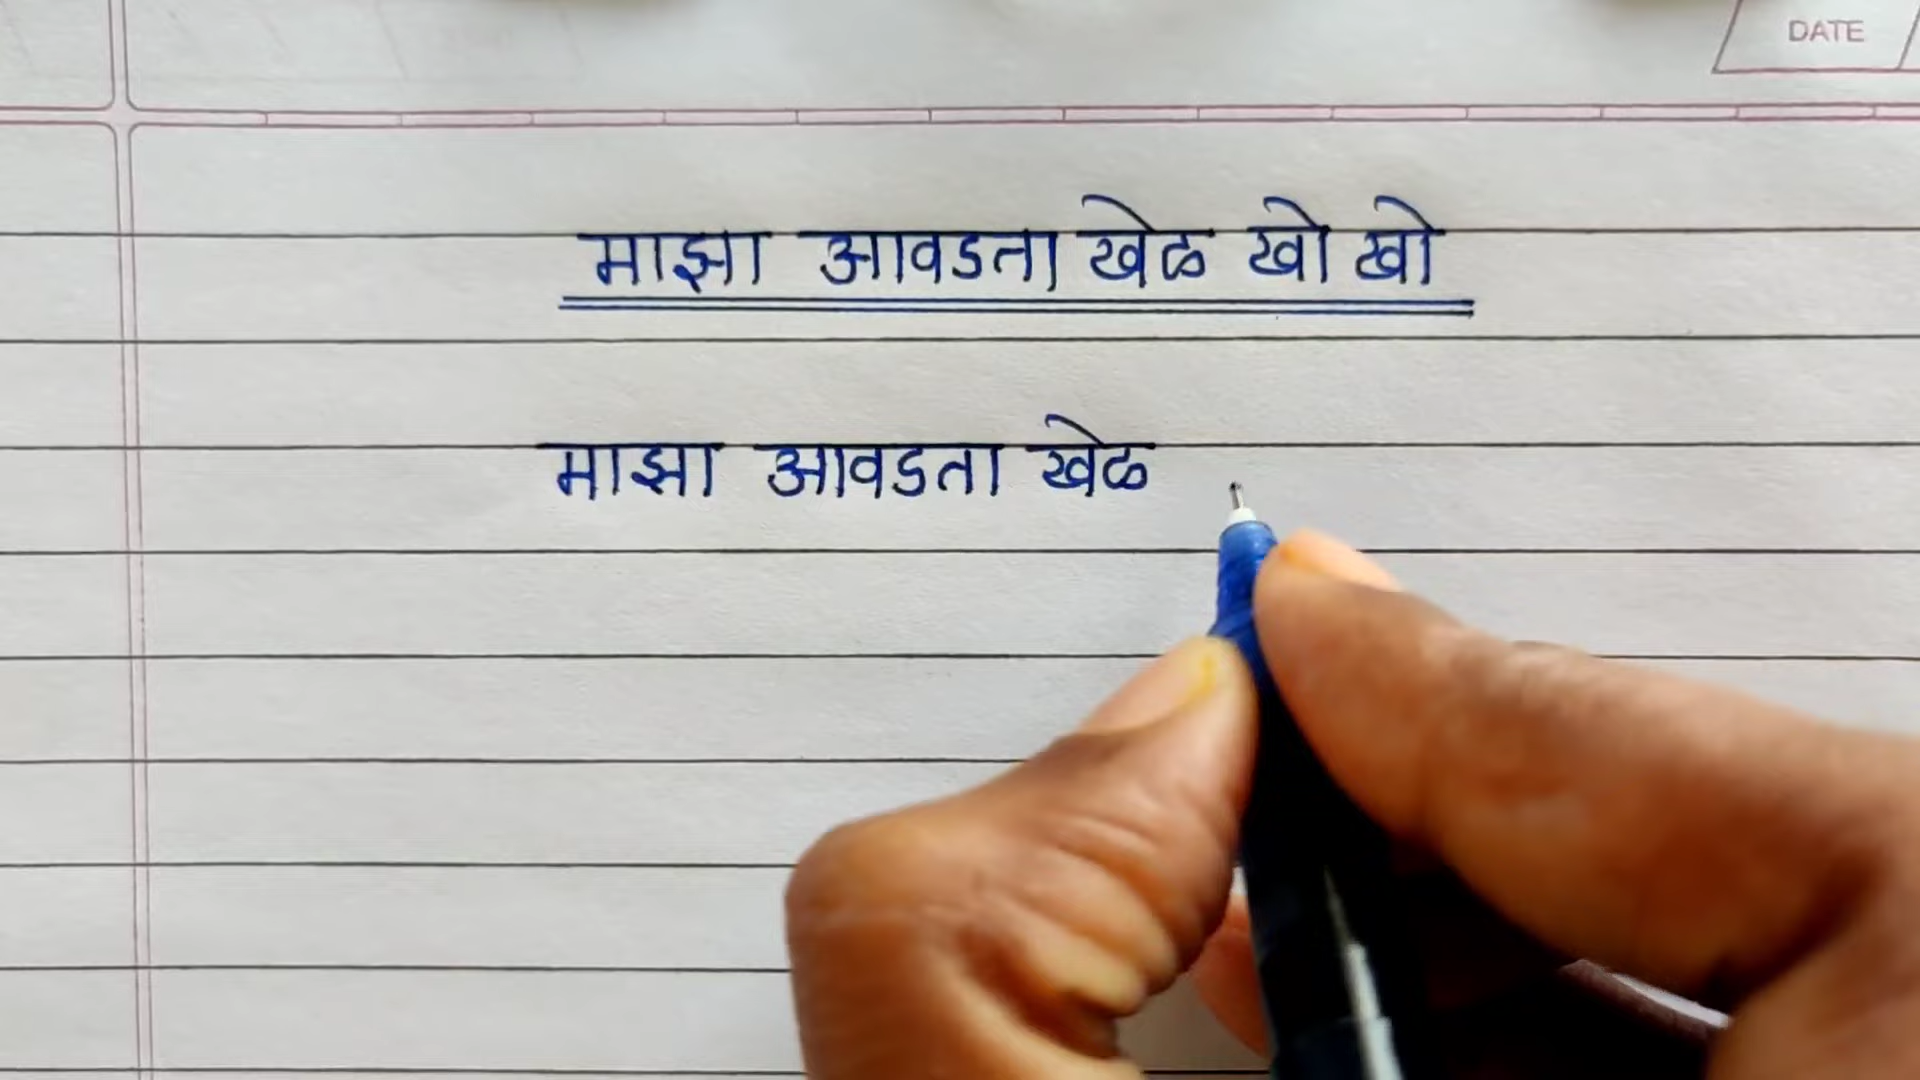 DATE
माझा आवडता खेळ खो खो
माझा आवडता खेळ